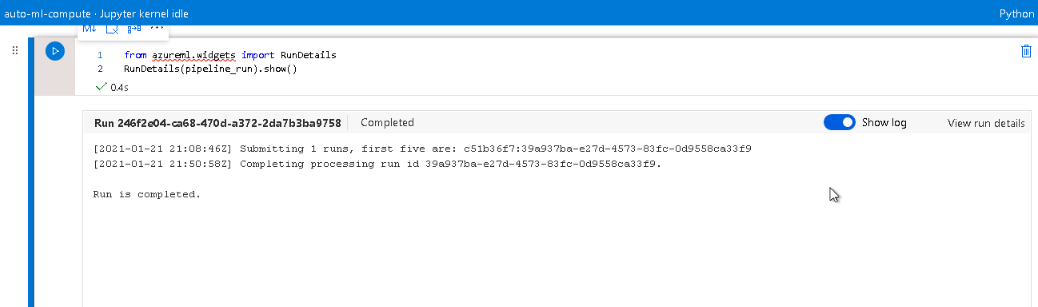 auto-ml-compute · Jupyter kernel idle
Python
M↓ ···
1 from azureml.widgets import RunDetails
2 RunDetails(pipeline_run).show()
0.4s
Run 246f2e04-ca68-470d-a372-2da7b3ba9758 Completed Show log View run details
[2021-01-21 21:08:46Z] Submitting 1 runs, first five are: c51b36f7:39a937ba-e27d-4573-83fc-0d9558ca33f9
[2021-01-21 21:50:58Z] Completing processing run id 39a937ba-e27d-4573-83fc-0d9558ca33f9.
Run is completed.